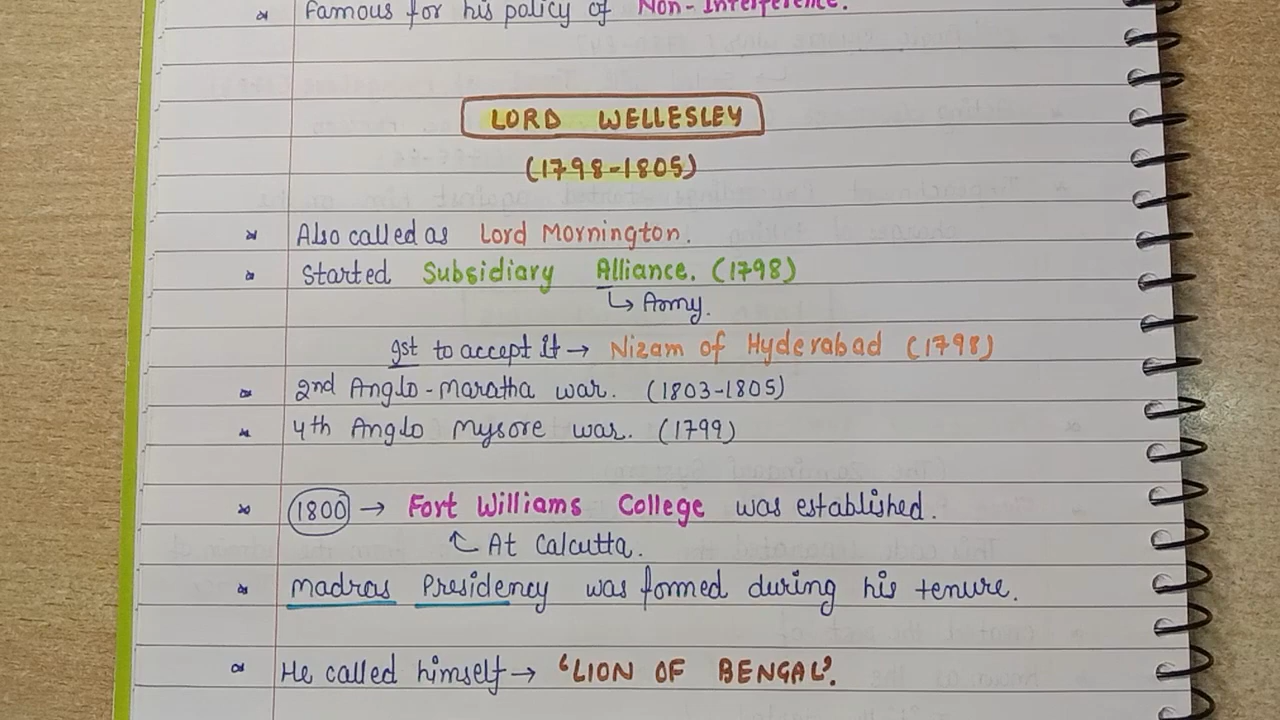 Famous for his policy of Non-Interference.
LORD WELLESLEY
(1798-1805)
Also called as Lord Mornington.
Started Subsidiary Alliance. (1798)
↳ Army.
1st to accept it → Nizam of Hyderabad (1798)
2nd Anglo-Maratha war. (1803-1805)
4th Anglo Mysore war. (1799)
1800 → Fort Williams College was established.
↖ At Calcutta.
Madras Presidency was formed during his tenure.
He called himself → 'LION OF BENGAL'.